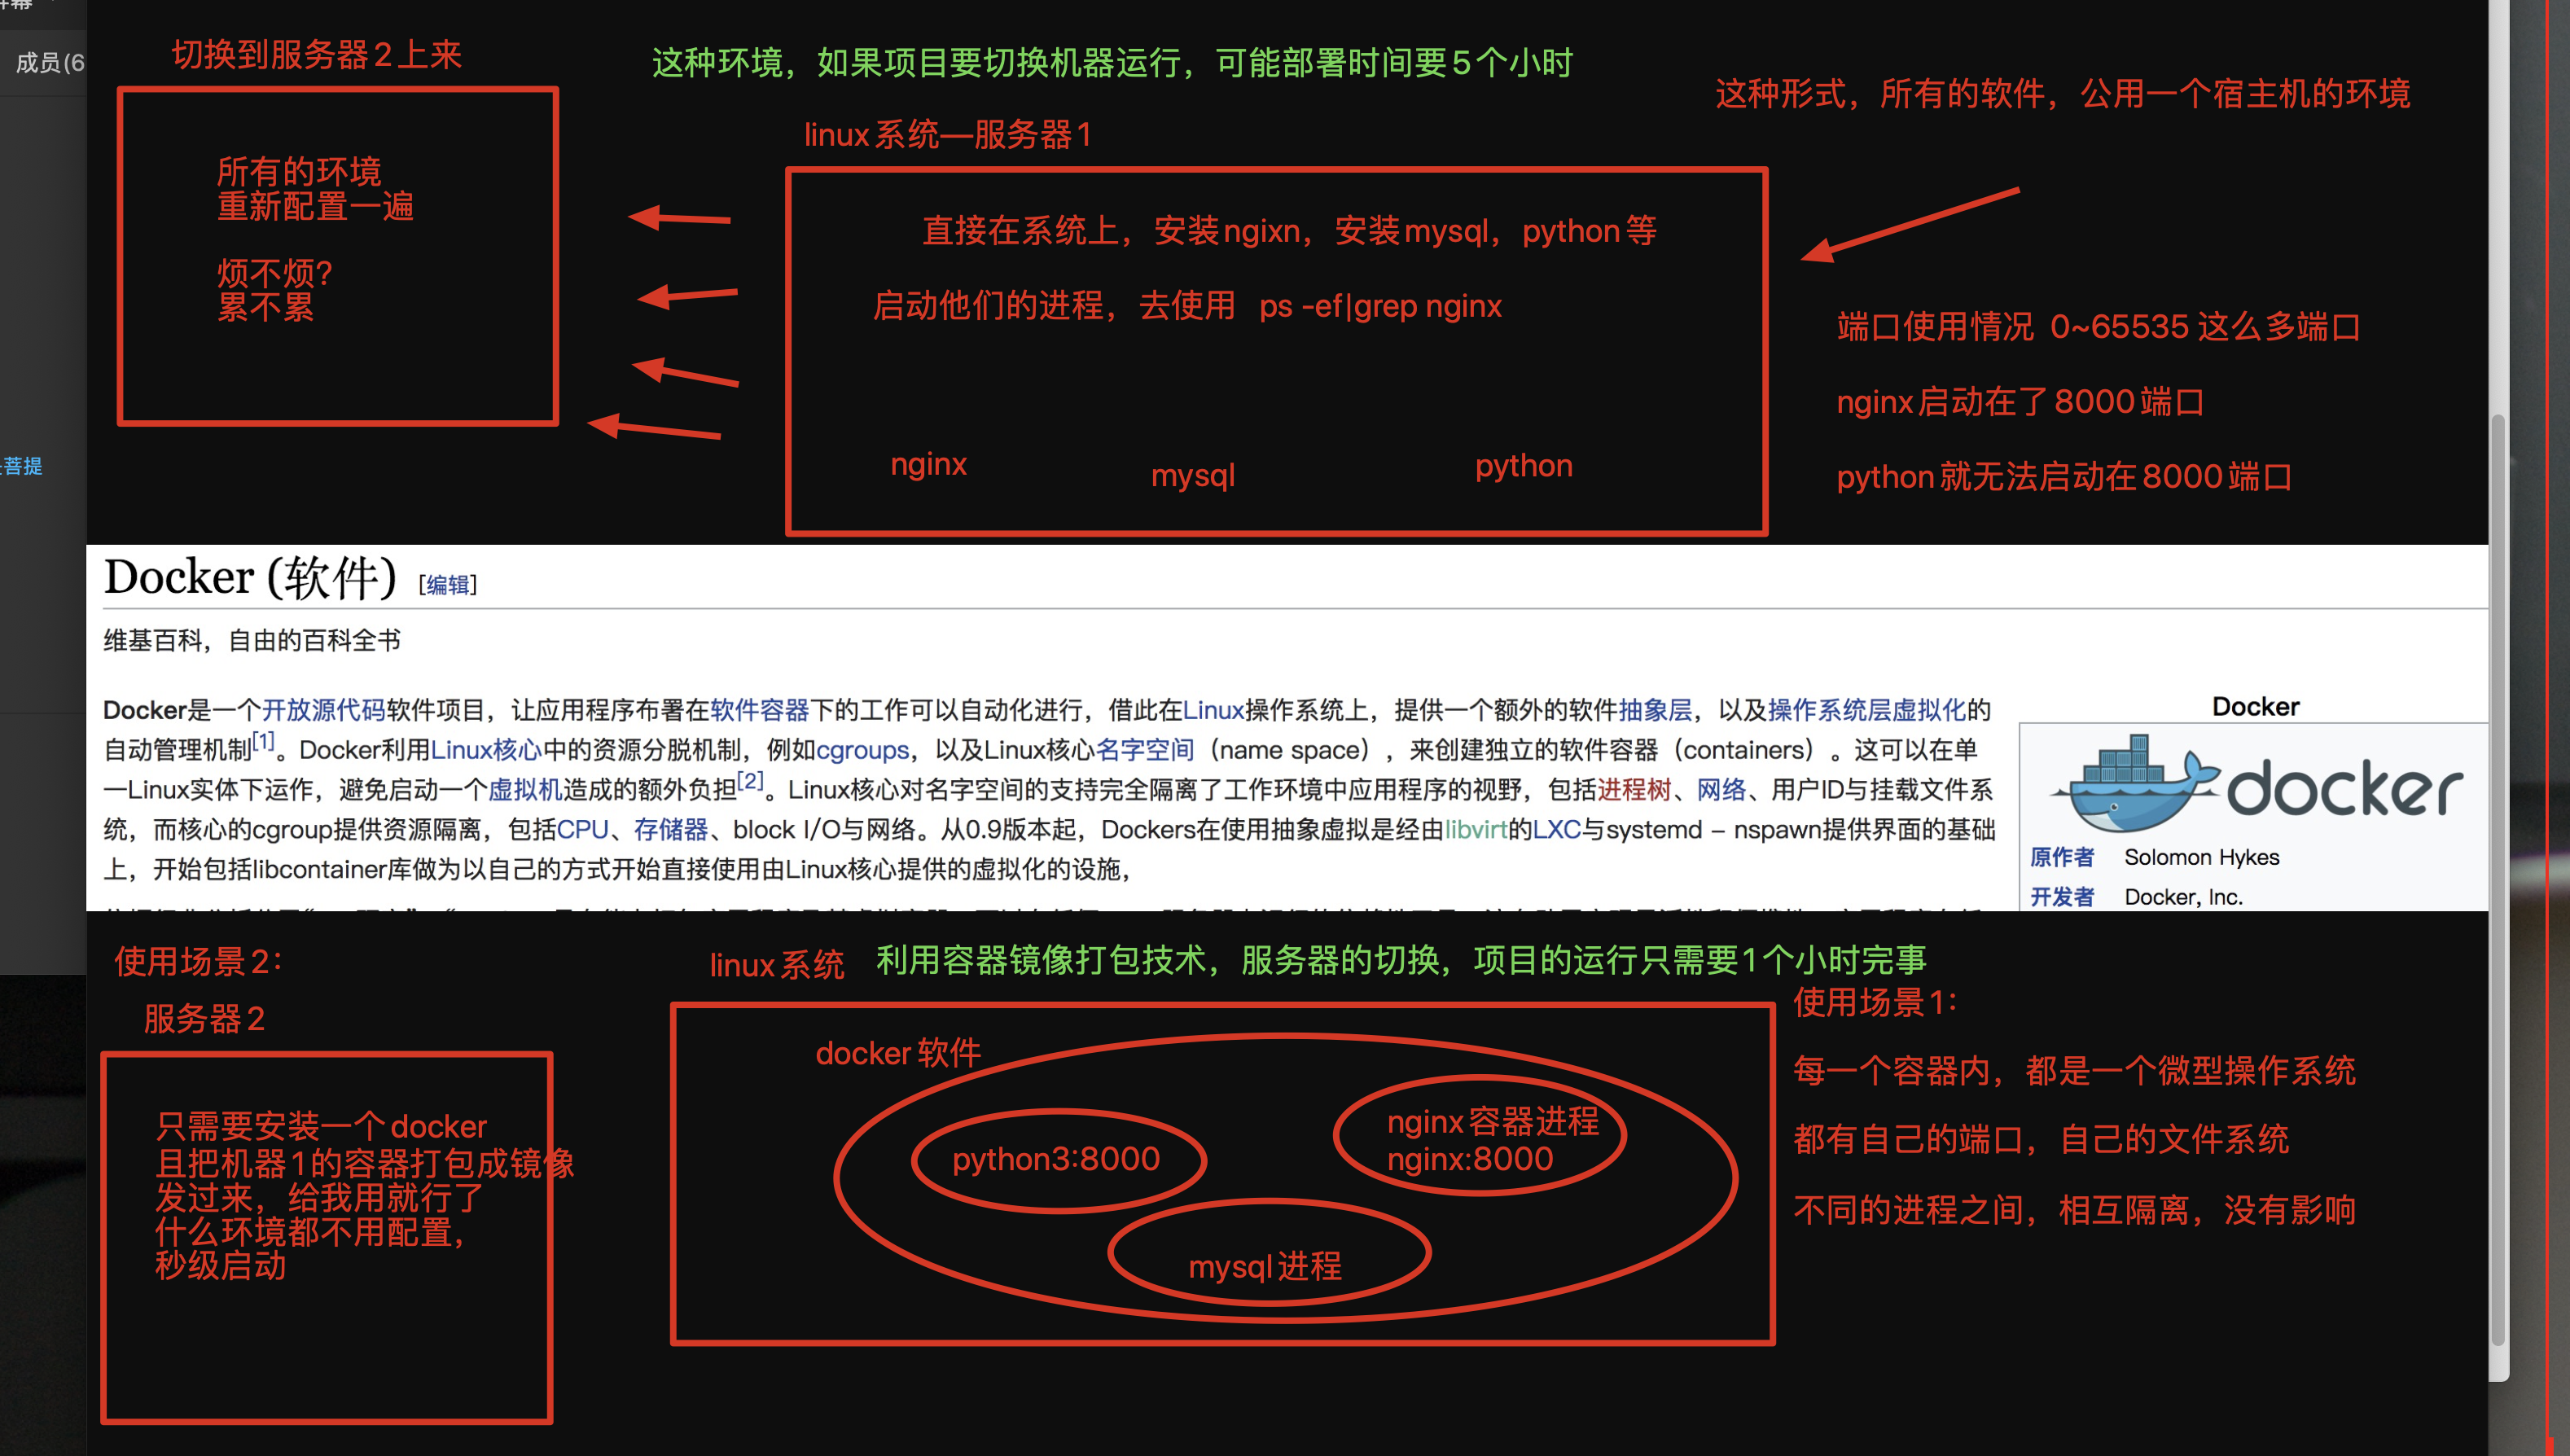 成员(6
菩提
切换到服务器2上来
这种环境，如果项目要切换机器运行，可能部署时间要5个小时
这种形式，所有的软件，公用一个宿主机的环境
linux系统—服务器1
所有的环境
重新配置一遍
烦不烦?
累不累
直接在系统上，安装ngixn，安装mysql，python等
启动他们的进程，去使用 ps -ef|grep nginx
nginx
mysql
python
端口使用情况 0~65535 这么多端口
nginx启动在了8000端口
python就无法启动在8000端口
Docker (软件) [编辑]
维基百科，自由的百科全书
Docker是一个开放源代码软件项目，让应用程序布署在软件容器下的工作可以自动化进行，借此在Linux操作系统上，提供一个额外的软件抽象层，以及操作系统层虚拟化的
自动管理机制[1]。Docker利用Linux核心中的资源分脱机制，例如cgroups，以及Linux核心名字空间（name space），来创建独立的软件容器（containers）。这可以在单
一Linux实体下运作，避免启动一个虚拟机造成的额外负担[2]。Linux核心对名字空间的支持完全隔离了工作环境中应用程序的视野，包括进程树、网络、用户ID与挂载文件系
统，而核心的cgroup提供资源隔离，包括CPU、存储器、block I/O与网络。从0.9版本起，Dockers在使用抽象虚拟是经由libvirt的LXC与systemd – nspawn提供界面的基础
上，开始包括libcontainer库做为以自己的方式开始直接使用由Linux核心提供的虚拟化的设施，
Docker
docker
原作者 Solomon Hykes
开发者 Docker, Inc.
使用场景2：
服务器2
只需要安装一个docker
且把机器1的容器打包成镜像
发过来，给我用就行了
什么环境都不用配置，
秒级启动
linux系统 利用容器镜像打包技术，服务器的切换，项目的运行只需要1个小时完事
docker软件
python3:8000
nginx容器进程
nginx:8000
mysql进程
使用场景1：
每一个容器内，都是一个微型操作系统
都有自己的端口，自己的文件系统
不同的进程之间，相互隔离，没有影响